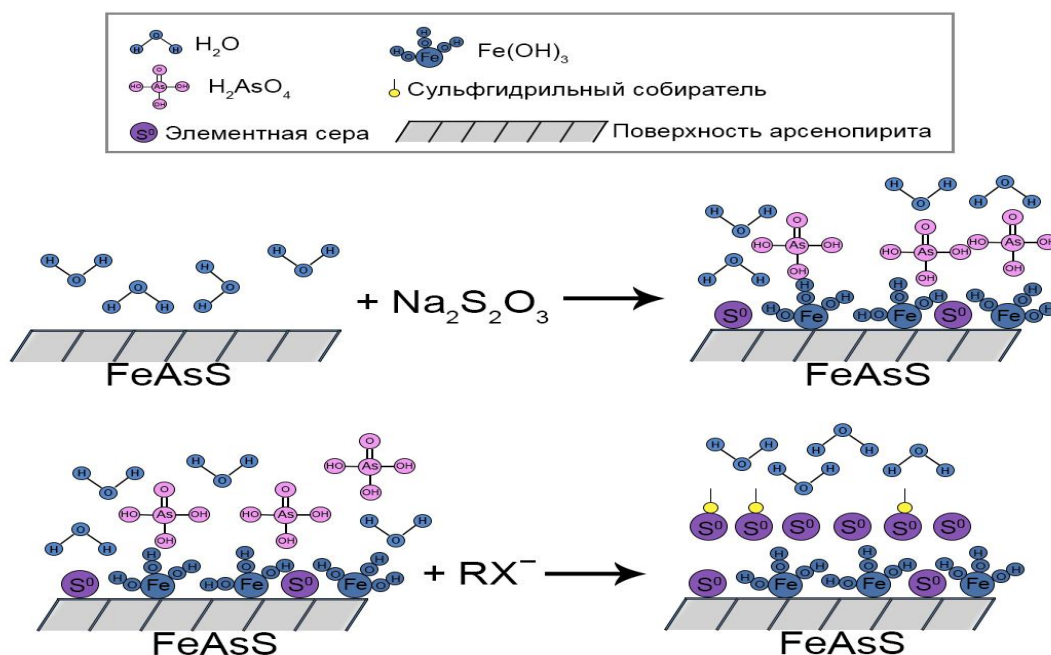 H₂O
Fe(OH)₃
H₂AsO₄
Сульфгидрильный собиратель
S⁰ Элементная сера
Поверхность арсенопирита
+ Na₂S₂O₃
FeAsS
FeAsS
+ RX⁻
FeAsS
FeAsS